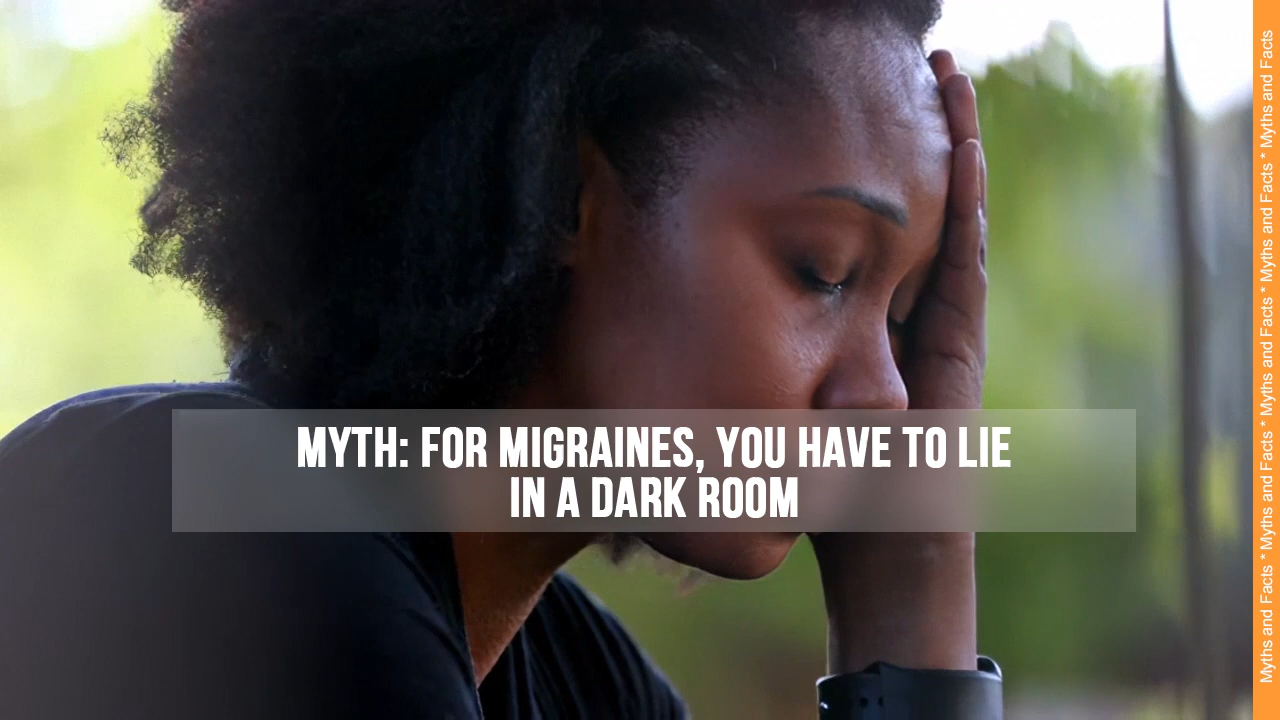 MYTH: FOR MIGRAINES, YOU HAVE TO LIE
IN A DARK ROOM
Myths and Facts * Myths and Facts * Myths and Facts * Myths and Facts * Myths and Facts